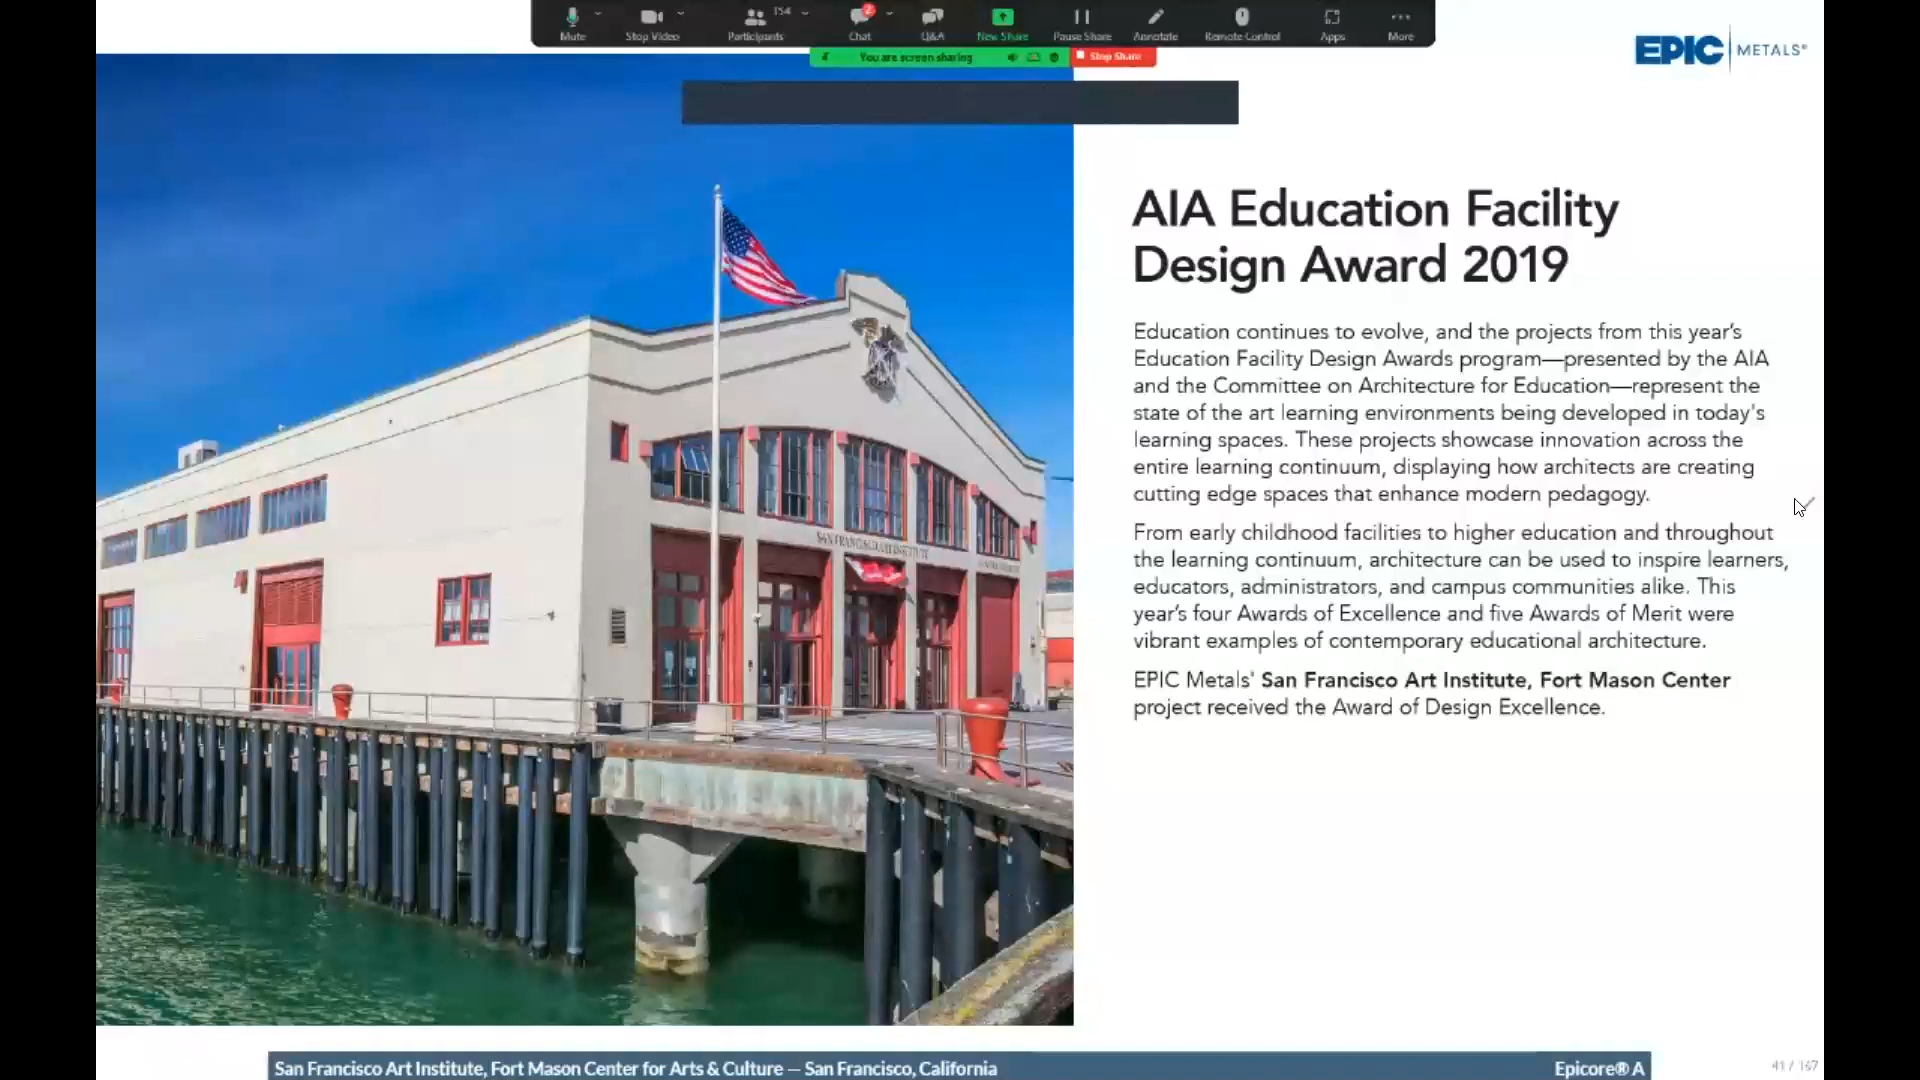 Mute
Stop Video
Participants
154
Chat
2
Q&A
New Share
Pause Share
Annotate
Remote Control
Apps
More
You are screen sharing
Stop Share
EPIC METALS®
AIA Education Facility
Design Award 2019
Education continues to evolve, and the projects from this year's
Education Facility Design Awards program—presented by the AIA
and the Committee on Architecture for Education—represent the
state of the art learning environments being developed in today's
learning spaces. These projects showcase innovation across the
entire learning continuum, displaying how architects are creating
cutting edge spaces that enhance modern pedagogy.
From early childhood facilities to higher education and throughout
the learning continuum, architecture can be used to inspire learners,
educators, administrators, and campus communities alike. This
year's four Awards of Excellence and five Awards of Merit were
vibrant examples of contemporary educational architecture.
EPIC Metals' San Francisco Art Institute, Fort Mason Center
project received the Award of Design Excellence.
SAN FRANCISCO ART INSTITUTE
San Francisco Art Institute, Fort Mason Center for Arts & Culture — San Francisco, California
Epicore® A
41 / 167